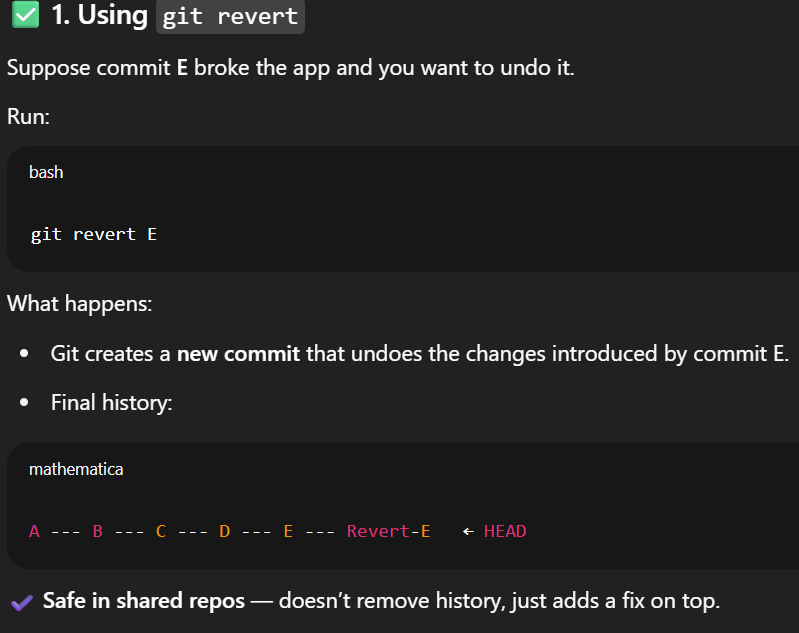 ✅ 1. Using git revert
Suppose commit E broke the app and you want to undo it.
Run:
bash
git revert E
What happens:
• Git creates a new commit that undoes the changes introduced by commit E.
• Final history:
mathematica
A --- B --- C --- D --- E --- Revert-E ← HEAD
✔ Safe in shared repos — doesn’t remove history, just adds a fix on top.